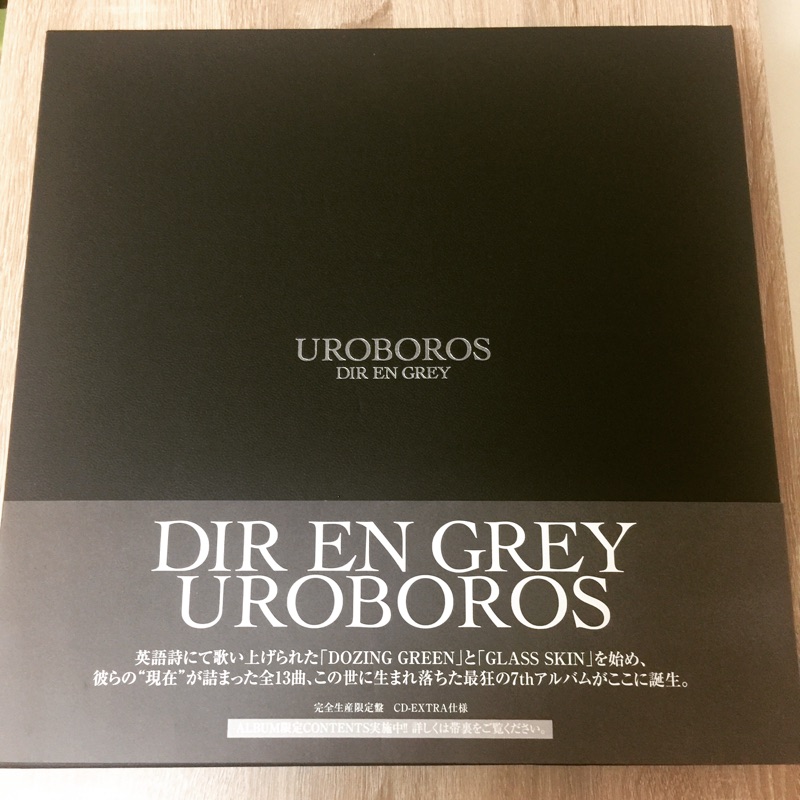 UROBOROS
DIR EN GREY
DIR EN GREY
UROBOROS
英語詩にて歌い上げられた「DOZING GREEN」と「GLASS SKIN」を始め、
彼らの“現在”が詰まった全13曲、この世に生まれ落ちた最狂の7thアルバムがここに誕生。
完全生産限定盤 CD-EXTRA仕様
ALBUM限定CONTENTS実施中!! 詳しくは帯裏をご覧ください。